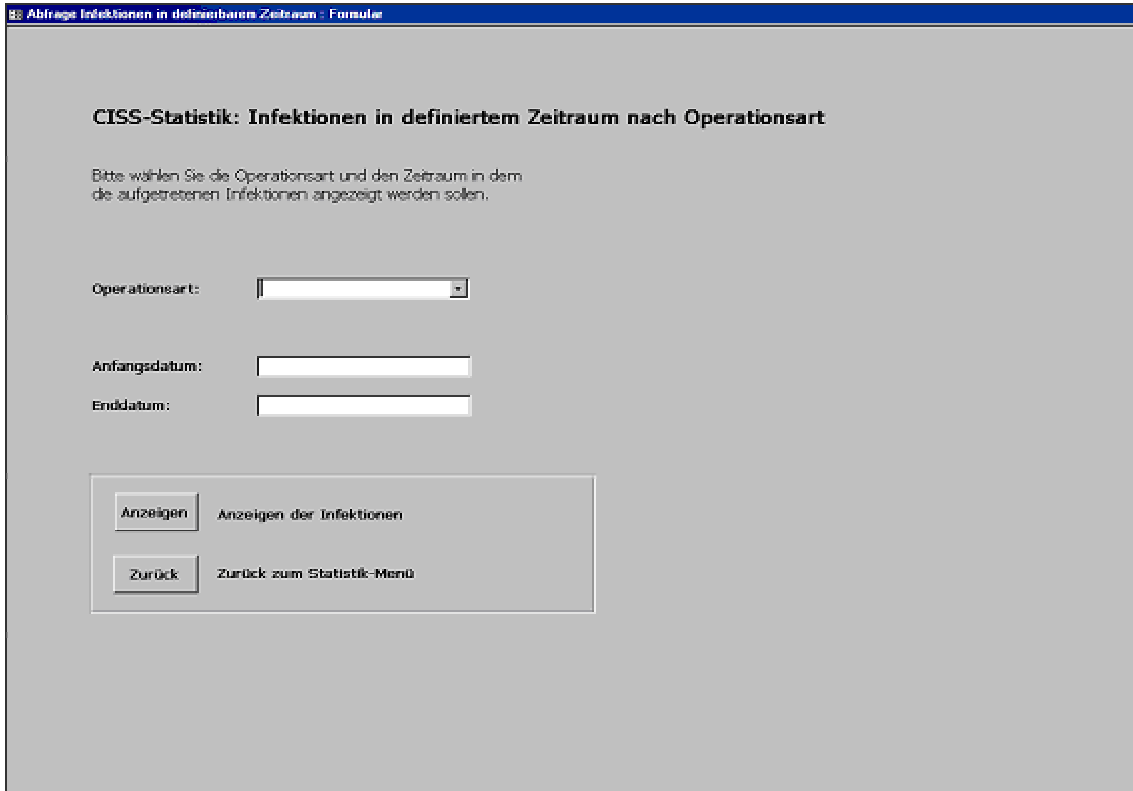 Abfrage Infektionen in definierbarem Zeitraum : Formular
CISS-Statistik: Infektionen in definiertem Zeitraum nach Operationsart
Bitte wählen Sie die Operationsart und den Zeitraum in dem
die aufgetretenen Infektionen angezeigt werden sollen.
Operationsart:
Anfangsdatum:
Enddatum:
Anzeigen Anzeigen der Infektionen
Zurück Zurück zum Statistik-Menü